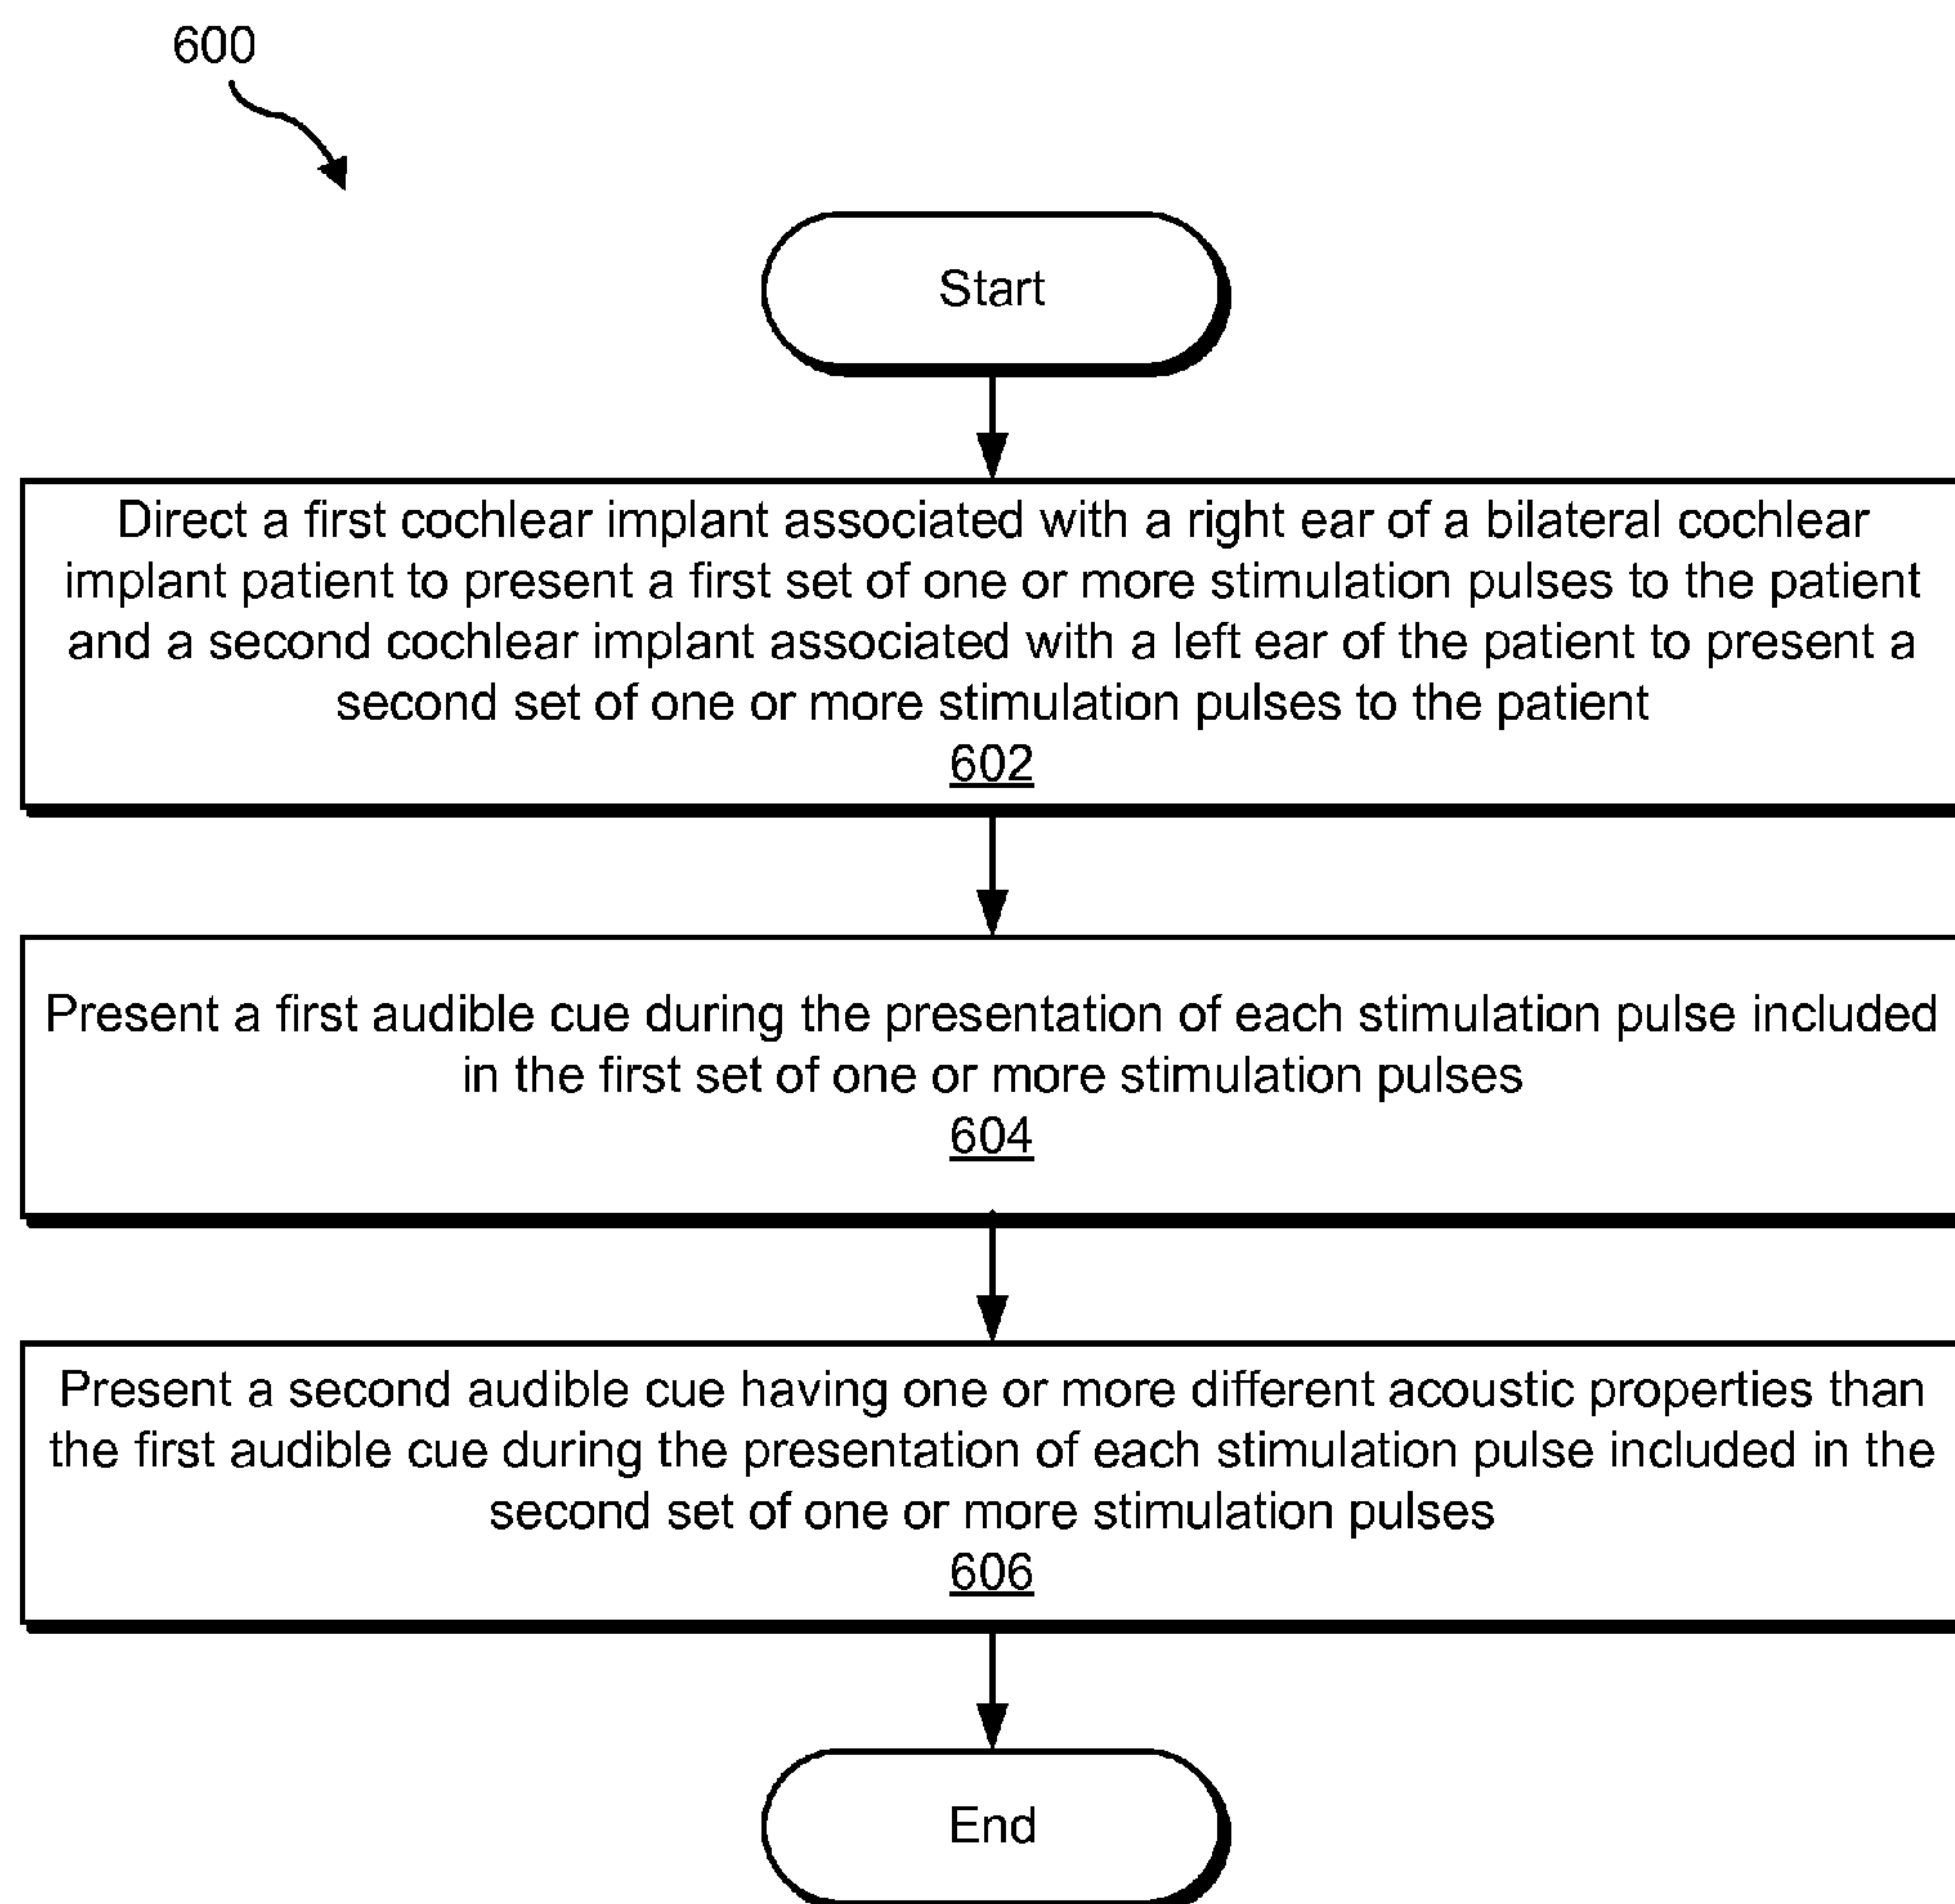 600
Start
Direct a first cochlear implant associated with a right ear of a bilateral cochlear
implant patient to present a first set of one or more stimulation pulses to the patient
and a second cochlear implant associated with a left ear of the patient to present a
second set of one or more stimulation pulses to the patient
602
Present a first audible cue during the presentation of each stimulation pulse included
in the first set of one or more stimulation pulses
604
Present a second audible cue having one or more different acoustic properties than
the first audible cue during the presentation of each stimulation pulse included in the
second set of one or more stimulation pulses
606
End